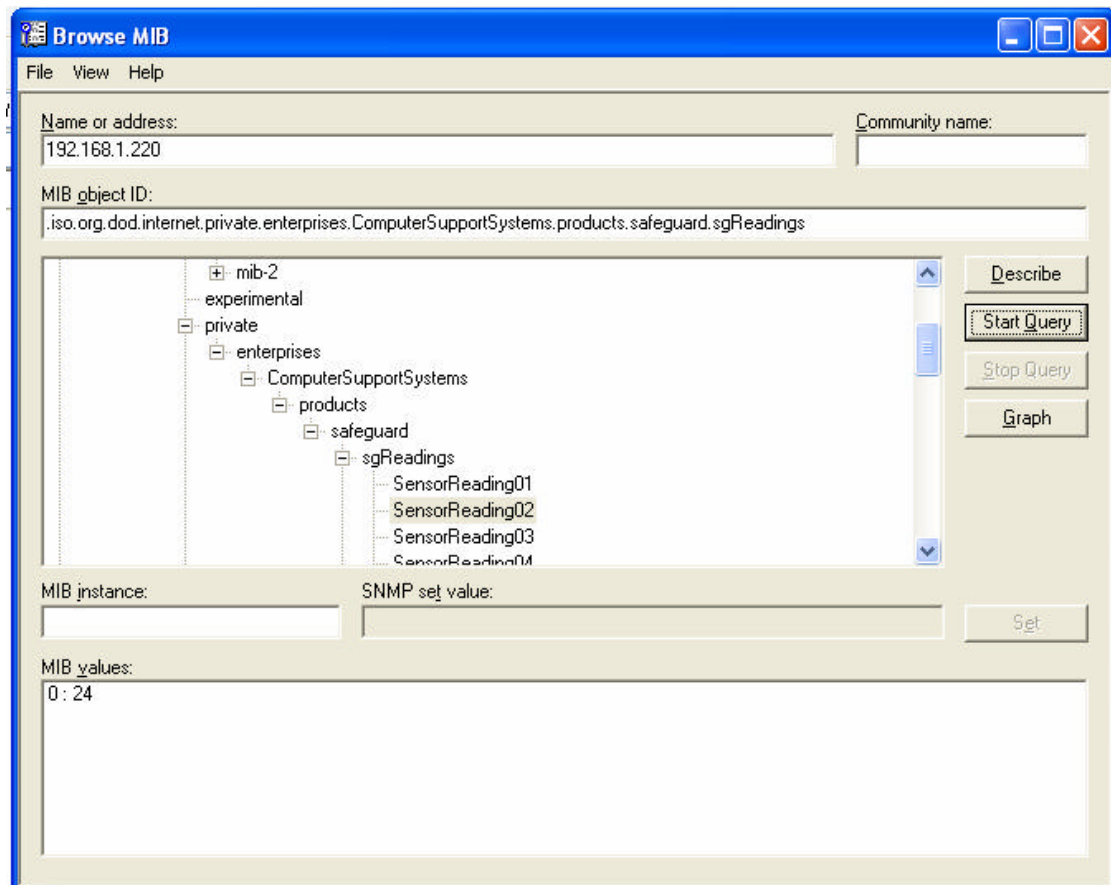 Browse MIB
File View Help
Name or address: Community name:
192.168.1.220
MIB object ID:
.iso.org.dod.internet.private.enterprises.ComputerSupportSystems.products.safeguard.sgReadings
mib-2
Describe
experimental
private
Start Query
enterprises
ComputerSupportSystems
Stop Query
products
safeguard
Graph
sgReadings
SensorReading01
SensorReading02
SensorReading03
SensorReading04
MIB instance: SNMP set value:
Set
MIB values:
0 : 24